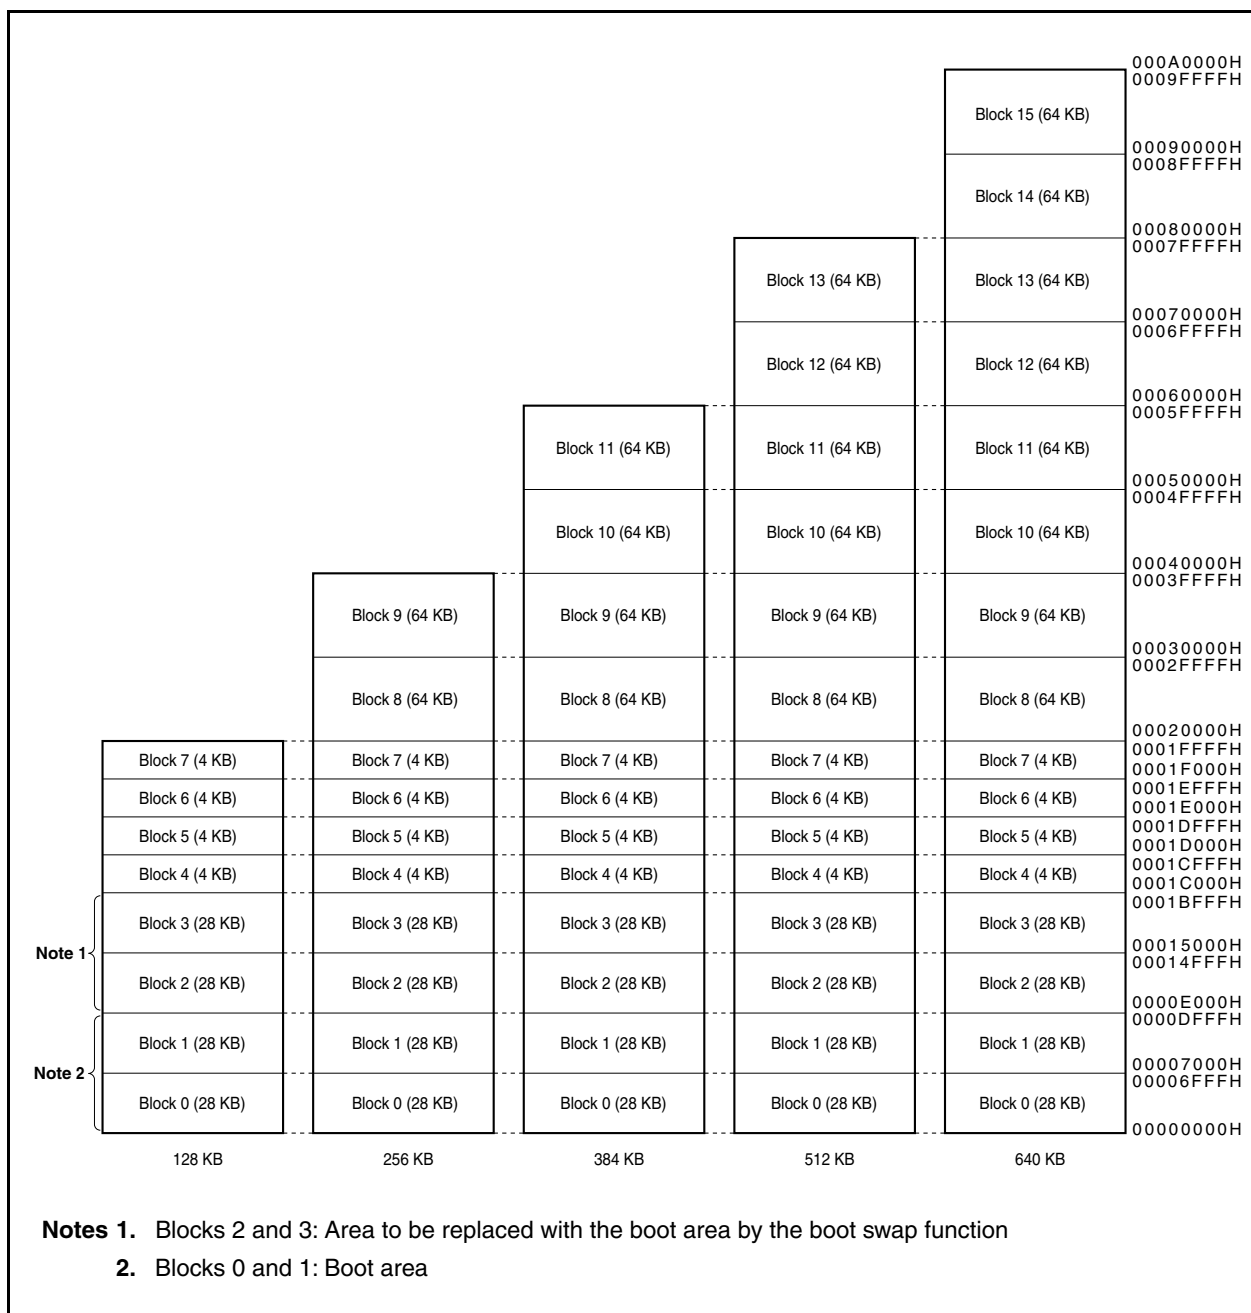 000A0000H
0009FFFFH
Block 15 (64 KB)
00090000H
0008FFFFH
Block 14 (64 KB)
00080000H
0007FFFFH
Block 13 (64 KB) Block 13 (64 KB)
00070000H
0006FFFFH
Block 12 (64 KB) Block 12 (64 KB)
00060000H
0005FFFFH
Block 11 (64 KB) Block 11 (64 KB) Block 11 (64 KB)
00050000H
0004FFFFH
Block 10 (64 KB) Block 10 (64 KB) Block 10 (64 KB)
00040000H
0003FFFFH
Block 9 (64 KB) Block 9 (64 KB) Block 9 (64 KB) Block 9 (64 KB)
00030000H
0002FFFFH
Block 8 (64 KB) Block 8 (64 KB) Block 8 (64 KB) Block 8 (64 KB)
00020000H
0001FFFFH
Block 7 (4 KB) Block 7 (4 KB) Block 7 (4 KB) Block 7 (4 KB) Block 7 (4 KB)
0001F000H
0001EFFFH
Block 6 (4 KB) Block 6 (4 KB) Block 6 (4 KB) Block 6 (4 KB) Block 6 (4 KB)
0001E000H
0001DFFFH
Block 5 (4 KB) Block 5 (4 KB) Block 5 (4 KB) Block 5 (4 KB) Block 5 (4 KB)
0001D000H
0001CFFFH
Block 4 (4 KB) Block 4 (4 KB) Block 4 (4 KB) Block 4 (4 KB) Block 4 (4 KB)
0001C000H
0001BFFFH
Block 3 (28 KB) Block 3 (28 KB) Block 3 (28 KB) Block 3 (28 KB) Block 3 (28 KB)
Note 1
00015000H
00014FFFH
Block 2 (28 KB) Block 2 (28 KB) Block 2 (28 KB) Block 2 (28 KB) Block 2 (28 KB)
0000E000H
0000DFFFH
Block 1 (28 KB) Block 1 (28 KB) Block 1 (28 KB) Block 1 (28 KB) Block 1 (28 KB)
Note 2
00007000H
00006FFFH
Block 0 (28 KB) Block 0 (28 KB) Block 0 (28 KB) Block 0 (28 KB) Block 0 (28 KB)
00000000H
128 KB 256 KB 384 KB 512 KB 640 KB
Notes 1. Blocks 2 and 3: Area to be replaced with the boot area by the boot swap function
2. Blocks 0 and 1: Boot area